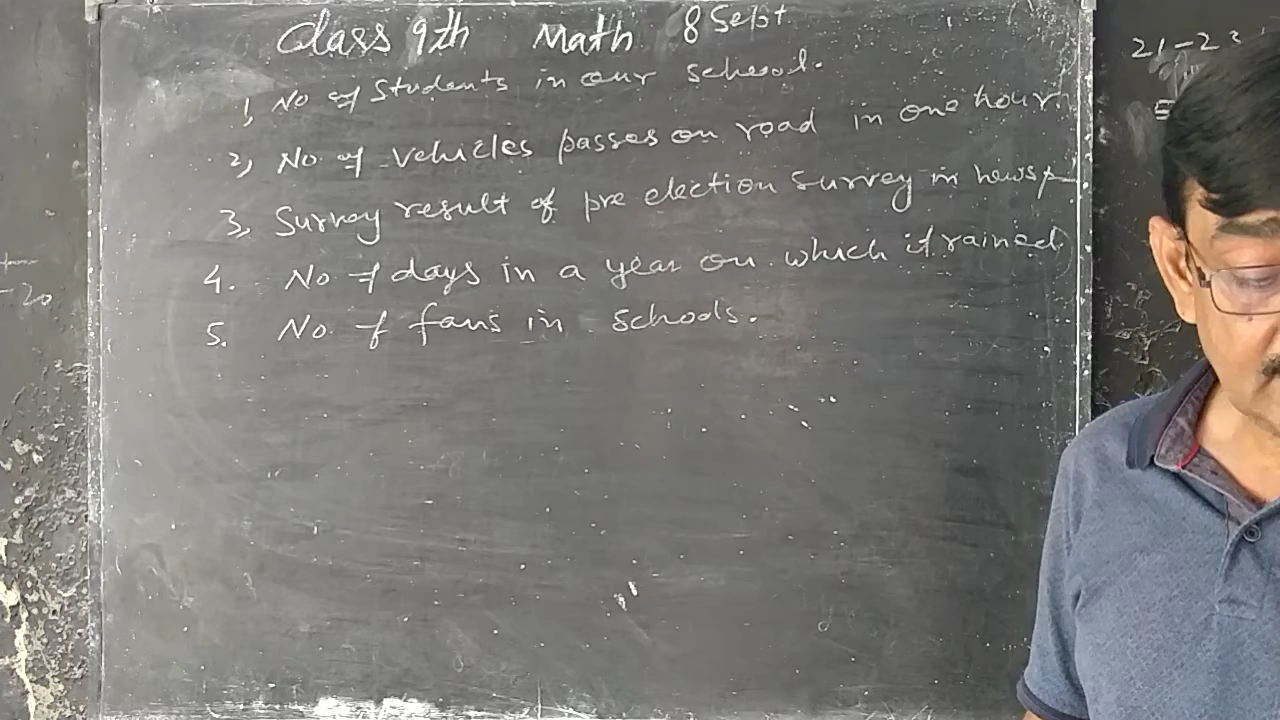 Class 9th Math 8 Sept
1, No of Students in our school.
2, No of vehicles passes on road in one hour.
3, Survey result of pre election survey in newsp
4. No of days in a year on which it rained
5. No of fans in schools.
21-23
-20